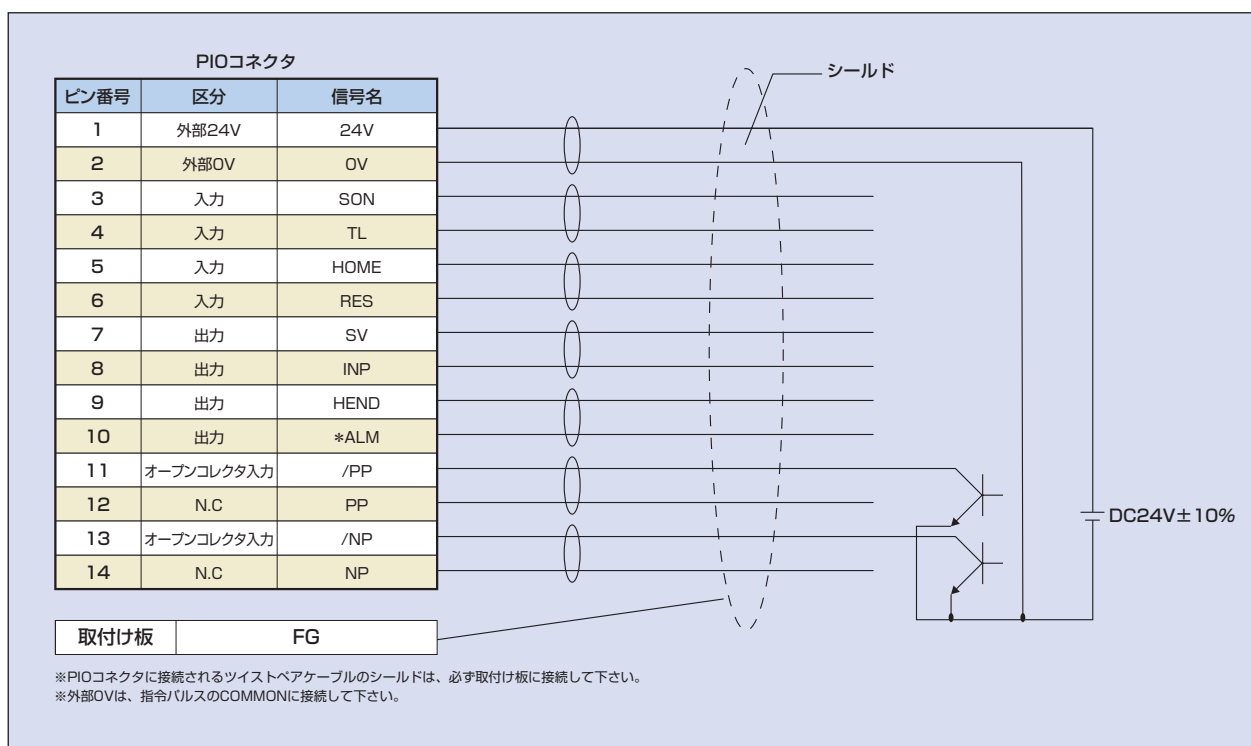 PIOコネクタ
シールド
ピン番号 区分 信号名
1 外部24V 24V
2 外部0V 0V
3 入力 SON
4 入力 TL
5 入力 HOME
6 入力 RES
7 出力 SV
8 出力 INP
9 出力 HEND
10 出力 *ALM
11 オープンコレクタ入力 /PP
12 N.C PP
13 オープンコレクタ入力 /NP
14 N.C NP
DC24V±10%
取付け板 FG
※PIOコネクタに接続されるツイストペアケーブルのシールドは、必ず取付け板に接続して下さい。
※外部0Vは、指令パルスのCOMMONに接続して下さい。